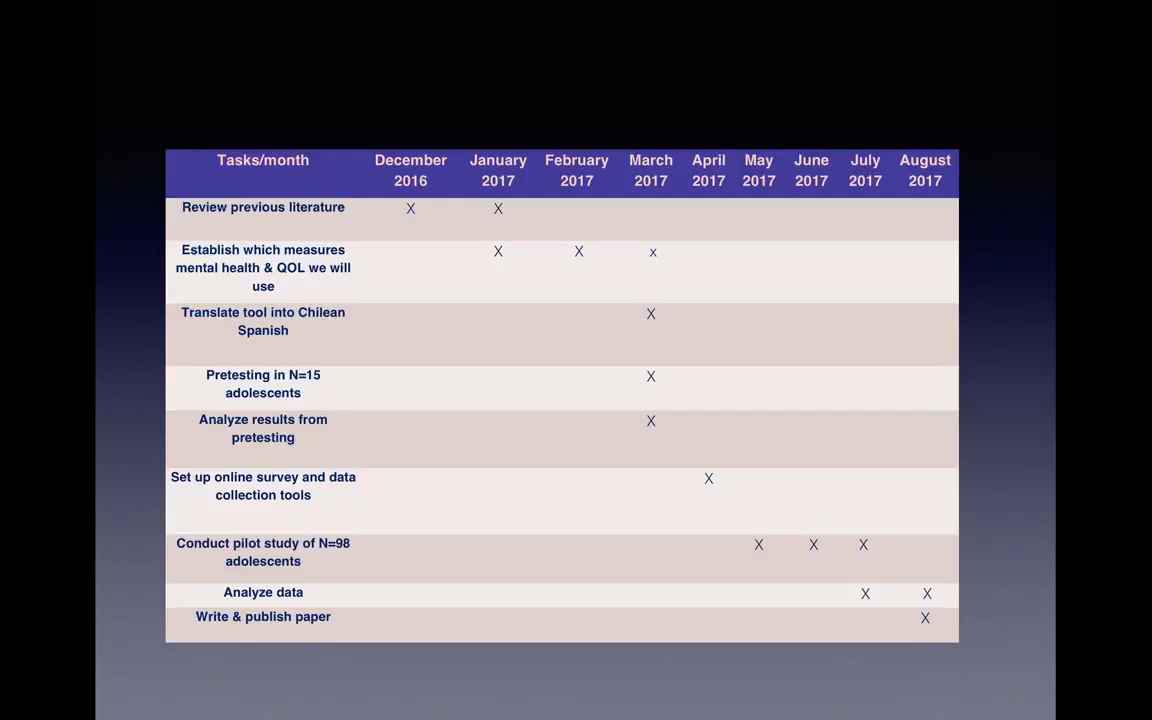 Tasks/month December January February March April May June July August
2016 2017 2017 2017 2017 2017 2017 2017 2017
Review previous literature X X
Establish which measures X X x
mental health & QOL we will
use
Translate tool into Chilean X
Spanish
Pretesting in N=15 X
adolescents
Analyze results from X
pretesting
Set up online survey and data X
collection tools
Conduct pilot study of N=98 X X X
adolescents
Analyze data X X
Write & publish paper X